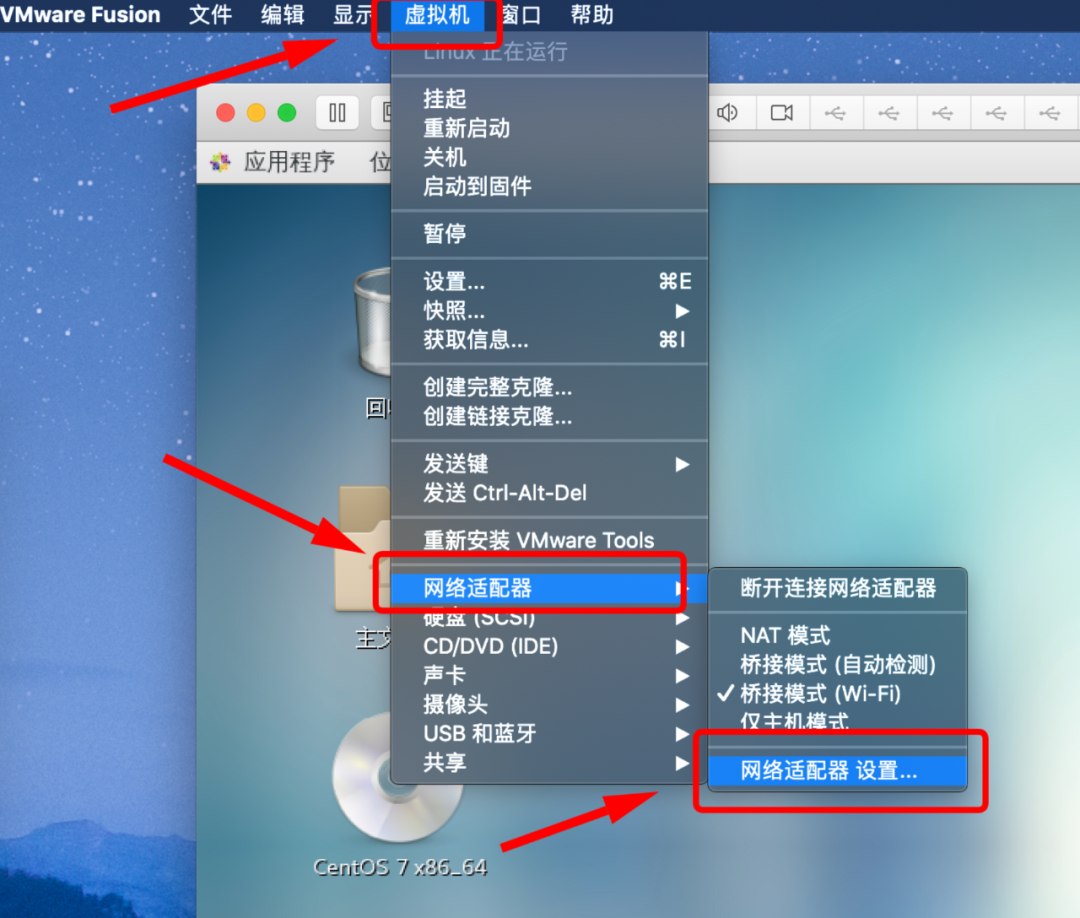 VMware Fusion 文件 编辑 显示 虚拟机 窗口 帮助
Linux 正在运行
挂起
重新启动
关机
启动到固件
暂停
设置... ⌘E
快照...
获取信息... ⌘I
创建完整克隆...
创建链接克隆...
发送键
发送 Ctrl-Alt-Del
重新安装 VMware Tools
网络适配器
硬盘 (SCSI)
CD/DVD (IDE)
声卡
摄像头
USB 和蓝牙
共享
断开连接网络适配器
NAT 模式
桥接模式 (自动检测)
✓ 桥接模式 (Wi-Fi)
仅主机模式
网络适配器 设置...
应用程序 位
回
主文
CentOS 7 x86_64